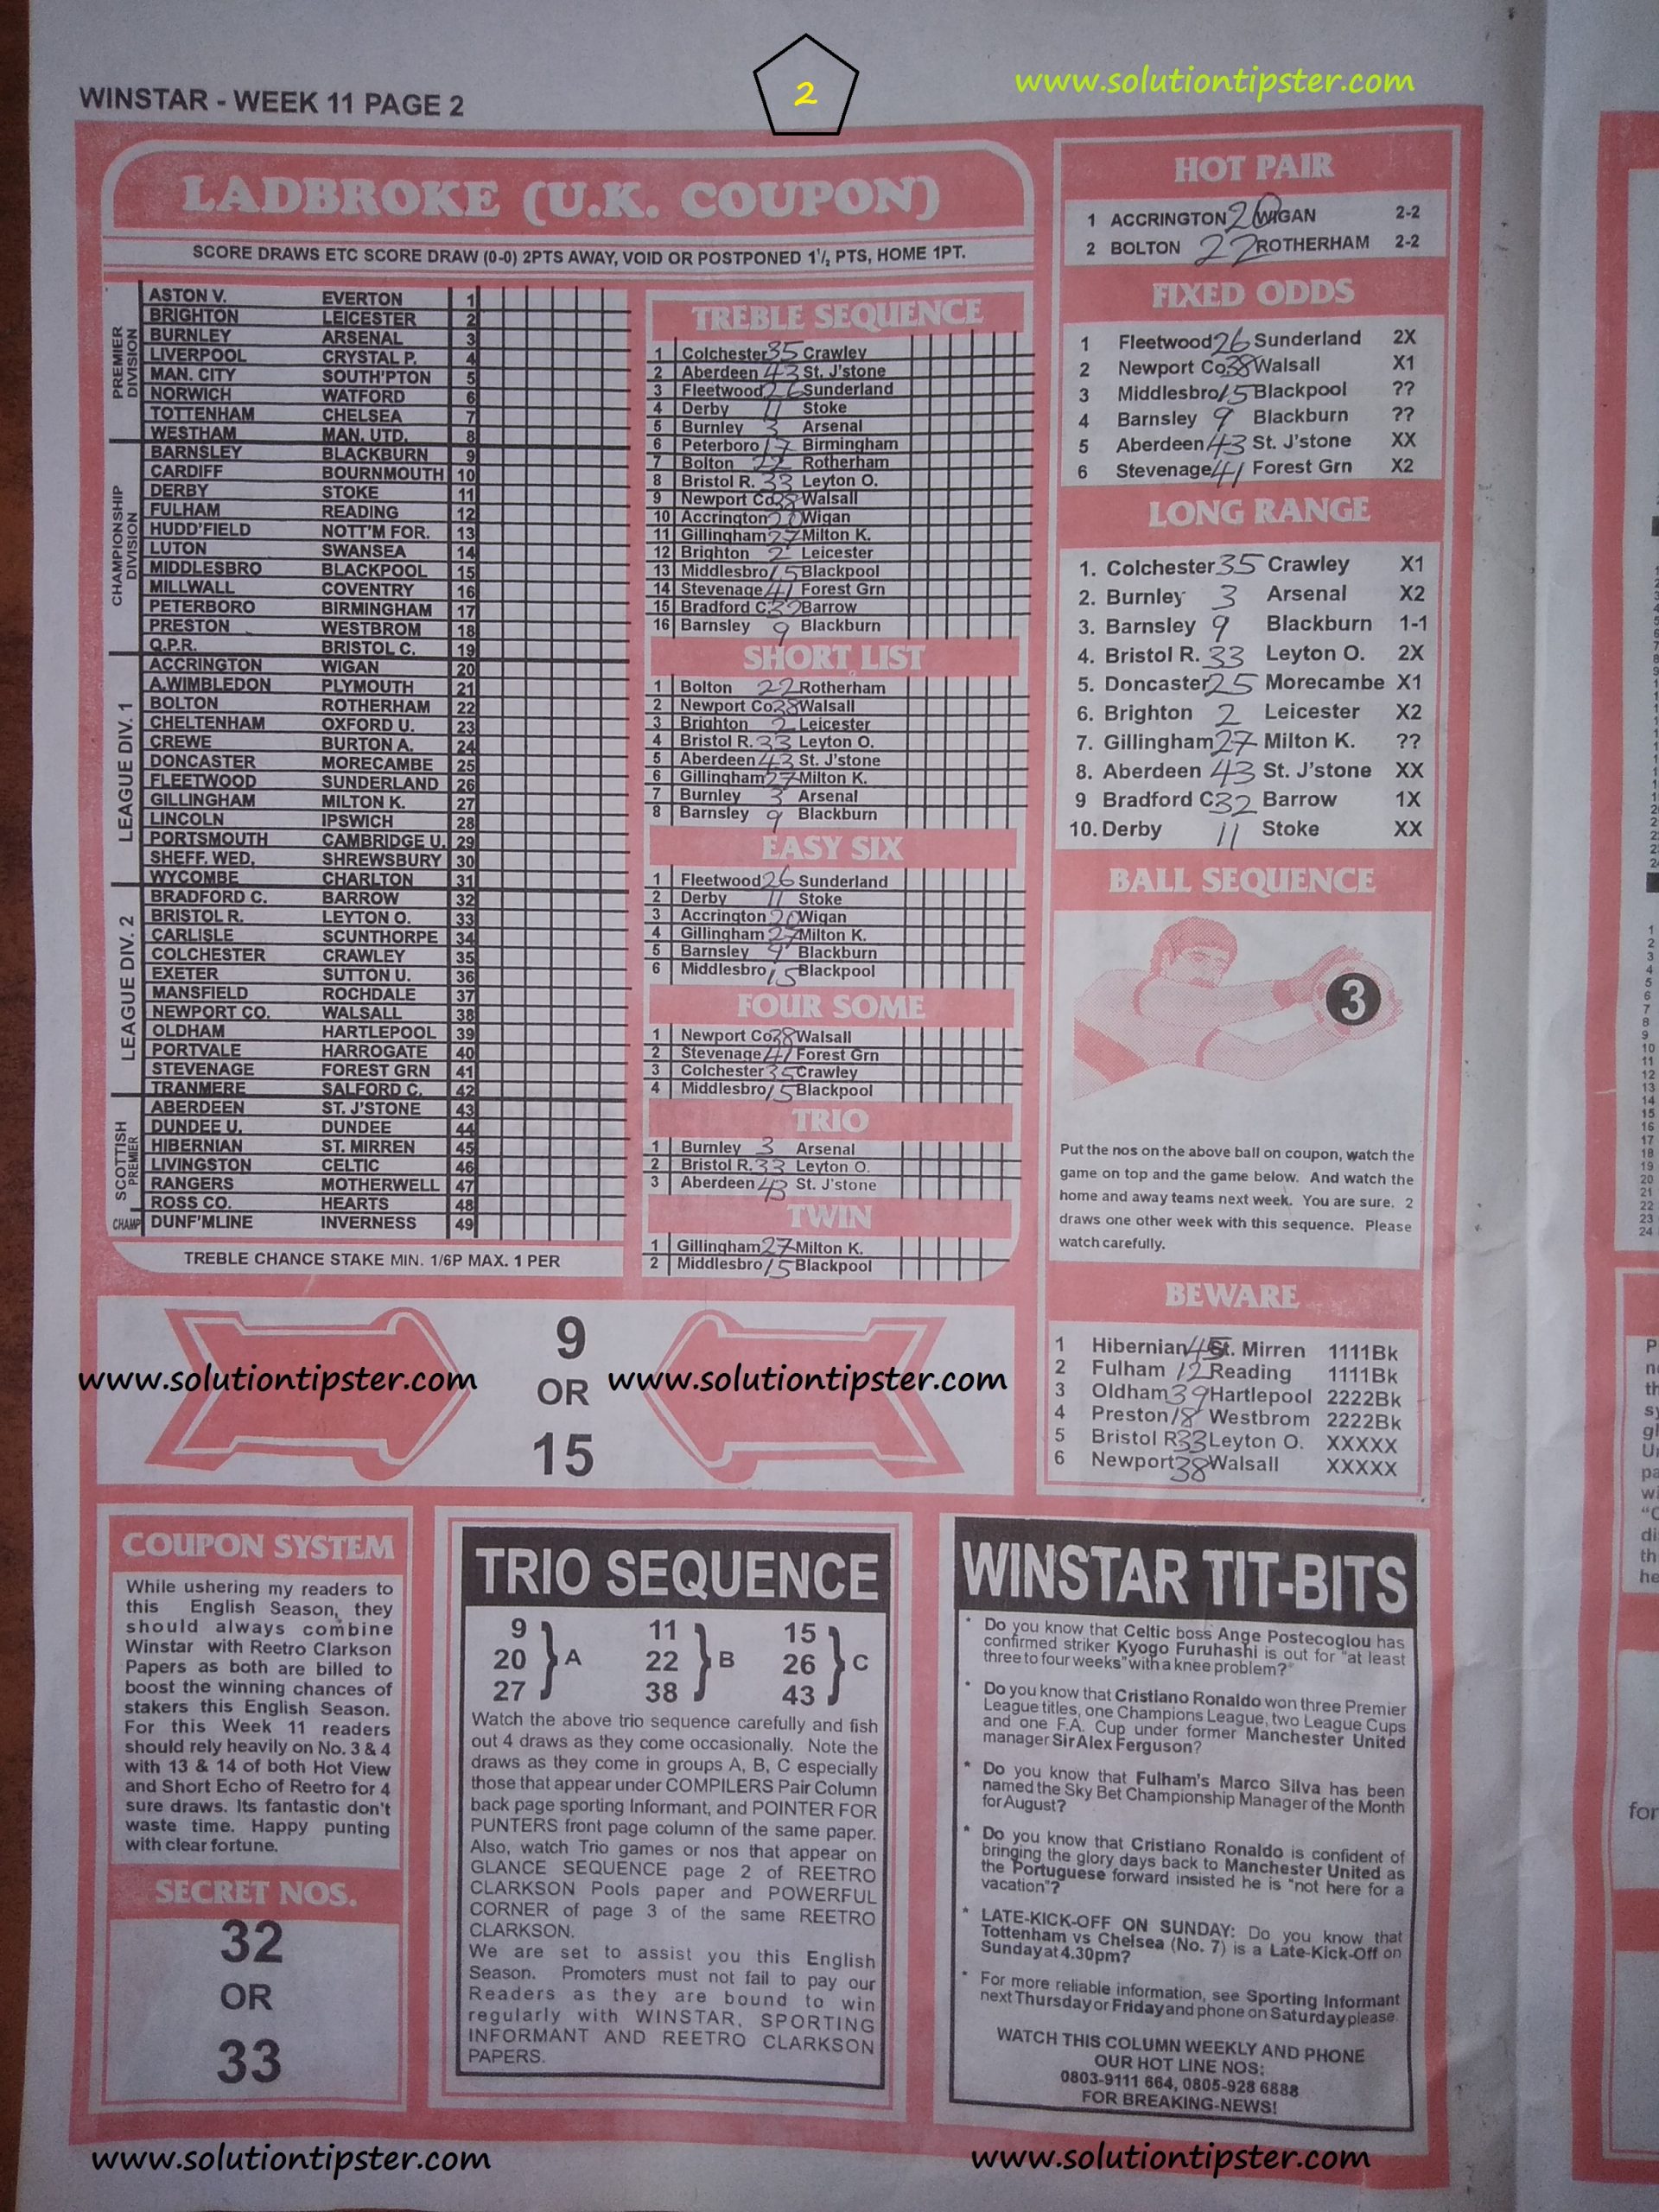 2
www.solutiontipster.com
WINSTAR - WEEK 11 PAGE 2
LADBROKE (U.K. COUPON)
SCORE DRAWS ETC SCORE DRAW (0-0) 2PTS AWAY, VOID OR POSTPONED 1½ PTS, HOME 1PT.
PREMIER DIVISION
ASTON V. EVERTON 1
BRIGHTON LEICESTER 2
BURNLEY ARSENAL 3
LIVERPOOL CRYSTAL P. 4
MAN. CITY SOUTH'PTON 5
NORWICH WATFORD 6
TOTTENHAM CHELSEA 7
WESTHAM MAN. UTD. 8
CHAMPIONSHIP DIVISION
BARNSLEY BLACKBURN 9
CARDIFF BOURNMOUTH 10
DERBY STOKE 11
FULHAM READING 12
HUDD'FIELD NOTT'M FOR. 13
LUTON SWANSEA 14
MIDDLESBRO BLACKPOOL 15
MILLWALL COVENTRY 16
PETERBORO BIRMINGHAM 17
PRESTON WESTBROM 18
Q.P.R. BRISTOL C. 19
LEAGUE DIV. 1
ACCRINGTON WIGAN 20
A.WIMBLEDON PLYMOUTH 21
BOLTON ROTHERHAM 22
CHELTENHAM OXFORD U. 23
CREWE BURTON A. 24
DONCASTER MORECAMBE 25
FLEETWOOD SUNDERLAND 26
GILLINGHAM MILTON K. 27
LINCOLN IPSWICH 28
PORTSMOUTH CAMBRIDGE U. 29
SHEFF. WED. SHREWSBURY 30
WYCOMBE CHARLTON 31
LEAGUE DIV. 2
BRADFORD C. BARROW 32
BRISTOL R. LEYTON O. 33
CARLISLE SCUNTHORPE 34
COLCHESTER CRAWLEY 35
EXETER SUTTON U. 36
MANSFIELD ROCHDALE 37
NEWPORT CO. WALSALL 38
OLDHAM HARTLEPOOL 39
PORTVALE HARROGATE 40
STEVENAGE FOREST GRN 41
TRANMERE SALFORD C. 42
SCOTTISH PREMIER
ABERDEEN ST. J'STONE 43
DUNDEE U. DUNDEE 44
HIBERNIAN ST. MIRREN 45
LIVINGSTON CELTIC 46
RANGERS MOTHERWELL 47
ROSS CO. HEARTS 48
CHAMP DUNF'MLINE INVERNESS 49
TREBLE CHANCE STAKE MIN. 1/6P MAX. 1 PER
TREBLE SEQUENCE
1 Colchester 35 Crawley
2 Aberdeen 43 St. J'stone
3 Fleetwood 26 Sunderland
4 Derby 11 Stoke
5 Burnley 3 Arsenal
6 Peterboro 17 Birmingham
7 Bolton 22 Rotherham
8 Bristol R. 33 Leyton O.
9 Newport Co 38 Walsall
10 Accrington 20 Wigan
11 Gillingham 27 Milton K.
12 Brighton 2 Leicester
13 Middlesbro 15 Blackpool
14 Stevenage 41 Forest Grn
15 Bradford C. 32 Barrow
16 Barnsley 9 Blackburn
SHORT LIST
1 Bolton 22 Rotherham
2 Newport Co 38 Walsall
3 Brighton 2 Leicester
4 Bristol R. 33 Leyton O.
5 Aberdeen 43 St. J'stone
6 Gillingham 27 Milton K.
7 Burnley 3 Arsenal
8 Barnsley 9 Blackburn
EASY SIX
1 Fleetwood 26 Sunderland
2 Derby 11 Stoke
3 Accrington 20 Wigan
4 Gillingham 27 Milton K.
5 Barnsley 9 Blackburn
6 Middlesbro 15 Blackpool
FOUR SOME
1 Newport Co 38 Walsall
2 Stevenage 41 Forest Grn
3 Colchester 35 Crawley
4 Middlesbro 15 Blackpool
TRIO
1 Burnley 3 Arsenal
2 Bristol R. 33 Leyton O.
3 Aberdeen 43 St. J'stone
TWIN
1 Gillingham 27 Milton K.
2 Middlesbro 15 Blackpool
HOT PAIR
1 ACCRINGTON 20 WIGAN 2-2
2 BOLTON 22 ROTHERHAM 2-2
FIXED ODDS
1 Fleetwood 26 Sunderland 2X
2 Newport Co 38 Walsall X1
3 Middlesbro 15 Blackpool ??
4 Barnsley 9 Blackburn ??
5 Aberdeen 43 St. J'stone XX
6 Stevenage 41 Forest Grn X2
LONG RANGE
1. Colchester 35 Crawley X1
2. Burnley 3 Arsenal X2
3. Barnsley 9 Blackburn 1-1
4. Bristol R. 33 Leyton O. 2X
5. Doncaster 25 Morecambe X1
6. Brighton 2 Leicester X2
7. Gillingham 27 Milton K. ??
8. Aberdeen 43 St. J'stone XX
9 Bradford C 32 Barrow 1X
10. Derby 11 Stoke XX
BALL SEQUENCE
3
Put the nos on the above ball on coupon, watch the
game on top and the game below. And watch the
home and away teams next week. You are sure. 2
draws one other week with this sequence. Please
watch carefully.
BEWARE
1 Hibernian 45 St. Mirren 1111Bk
2 Fulham 12 Reading 1111Bk
3 Oldham 39 Hartlepool 2222Bk
4 Preston 18 Westbrom 2222Bk
5 Bristol R 33 Leyton O. XXXXX
6 Newport 38 Walsall XXXXX
9
www.solutiontipster.com OR www.solutiontipster.com
15
COUPON SYSTEM
While ushering my readers to
this English Season, they
should always combine
Winstar with Reetro Clarkson
Papers as both are billed to
boost the winning chances of
stakers this English Season.
For this Week 11 readers
should rely heavily on No. 3 & 4
with 13 & 14 of both Hot View
and Short Echo of Reetro for 4
sure draws. Its fantastic don't
waste time. Happy punting
with clear fortune.
SECRET NOS.
32
OR
33
TRIO SEQUENCE
9 11 15
20 A 22 B 26 C
27 38 43
Watch the above trio sequence carefully and fish
out 4 draws as they come occasionally. Note the
draws as they come in groups A, B, C especially
those that appear under COMPILERS Pair Column
back page sporting Informant, and POINTER FOR
PUNTERS front page column of the same paper.
Also, watch Trio games or nos that appear on
GLANCE SEQUENCE page 2 of REETRO
CLARKSON Pools paper and POWERFUL
CORNER of page 3 of the same REETRO
CLARKSON.
We are set to assist you this English
Season. Promoters must not fail to pay our
Readers as they are bound to win
regularly with WINSTAR, SPORTING
INFORMANT AND REETRO CLARKSON
PAPERS.
WINSTAR TIT-BITS
* Do you know that Celtic boss Ange Postecoglou has
confirmed striker Kyogo Furuhashi is out for "at least
three to four weeks" with a knee problem?"
* Do you know that Cristiano Ronaldo won three Premier
League titles, one Champions League, two League Cups
and one F.A. Cup under former Manchester United
manager Sir Alex Ferguson?
* Do you know that Fulham's Marco Silva has been
named the Sky Bet Championship Manager of the Month
for August?
* Do you know that Cristiano Ronaldo is confident of
bringing the glory days back to Manchester United as
the Portuguese forward insisted he is "not here for a
vacation"?
* LATE-KICK-OFF ON SUNDAY: Do you know that
Tottenham vs Chelsea (No. 7) is a Late-Kick-Off on
Sunday at 4.30pm?
* For more reliable information, see Sporting Informant
next Thursday or Friday and phone on Saturday please.
WATCH THIS COLUMN WEEKLY AND PHONE
OUR HOT LINE NOS:
0803-9111 664, 0805-928 6888
FOR BREAKING-NEWS!
www.solutiontipster.com www.solutiontipster.com